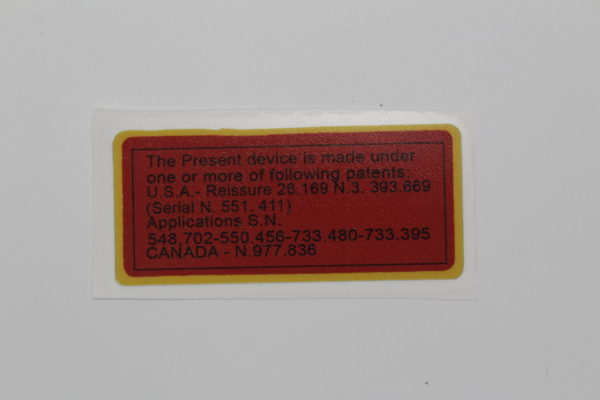 The Present device is made under
one or more of following patents:
U.S.A.- Reissure 26.169 N.3. 393.669
(Serial N. 551, 411)
Applications S.N.
548,702-550.456-733.480-733.395
CANADA - N.977.836